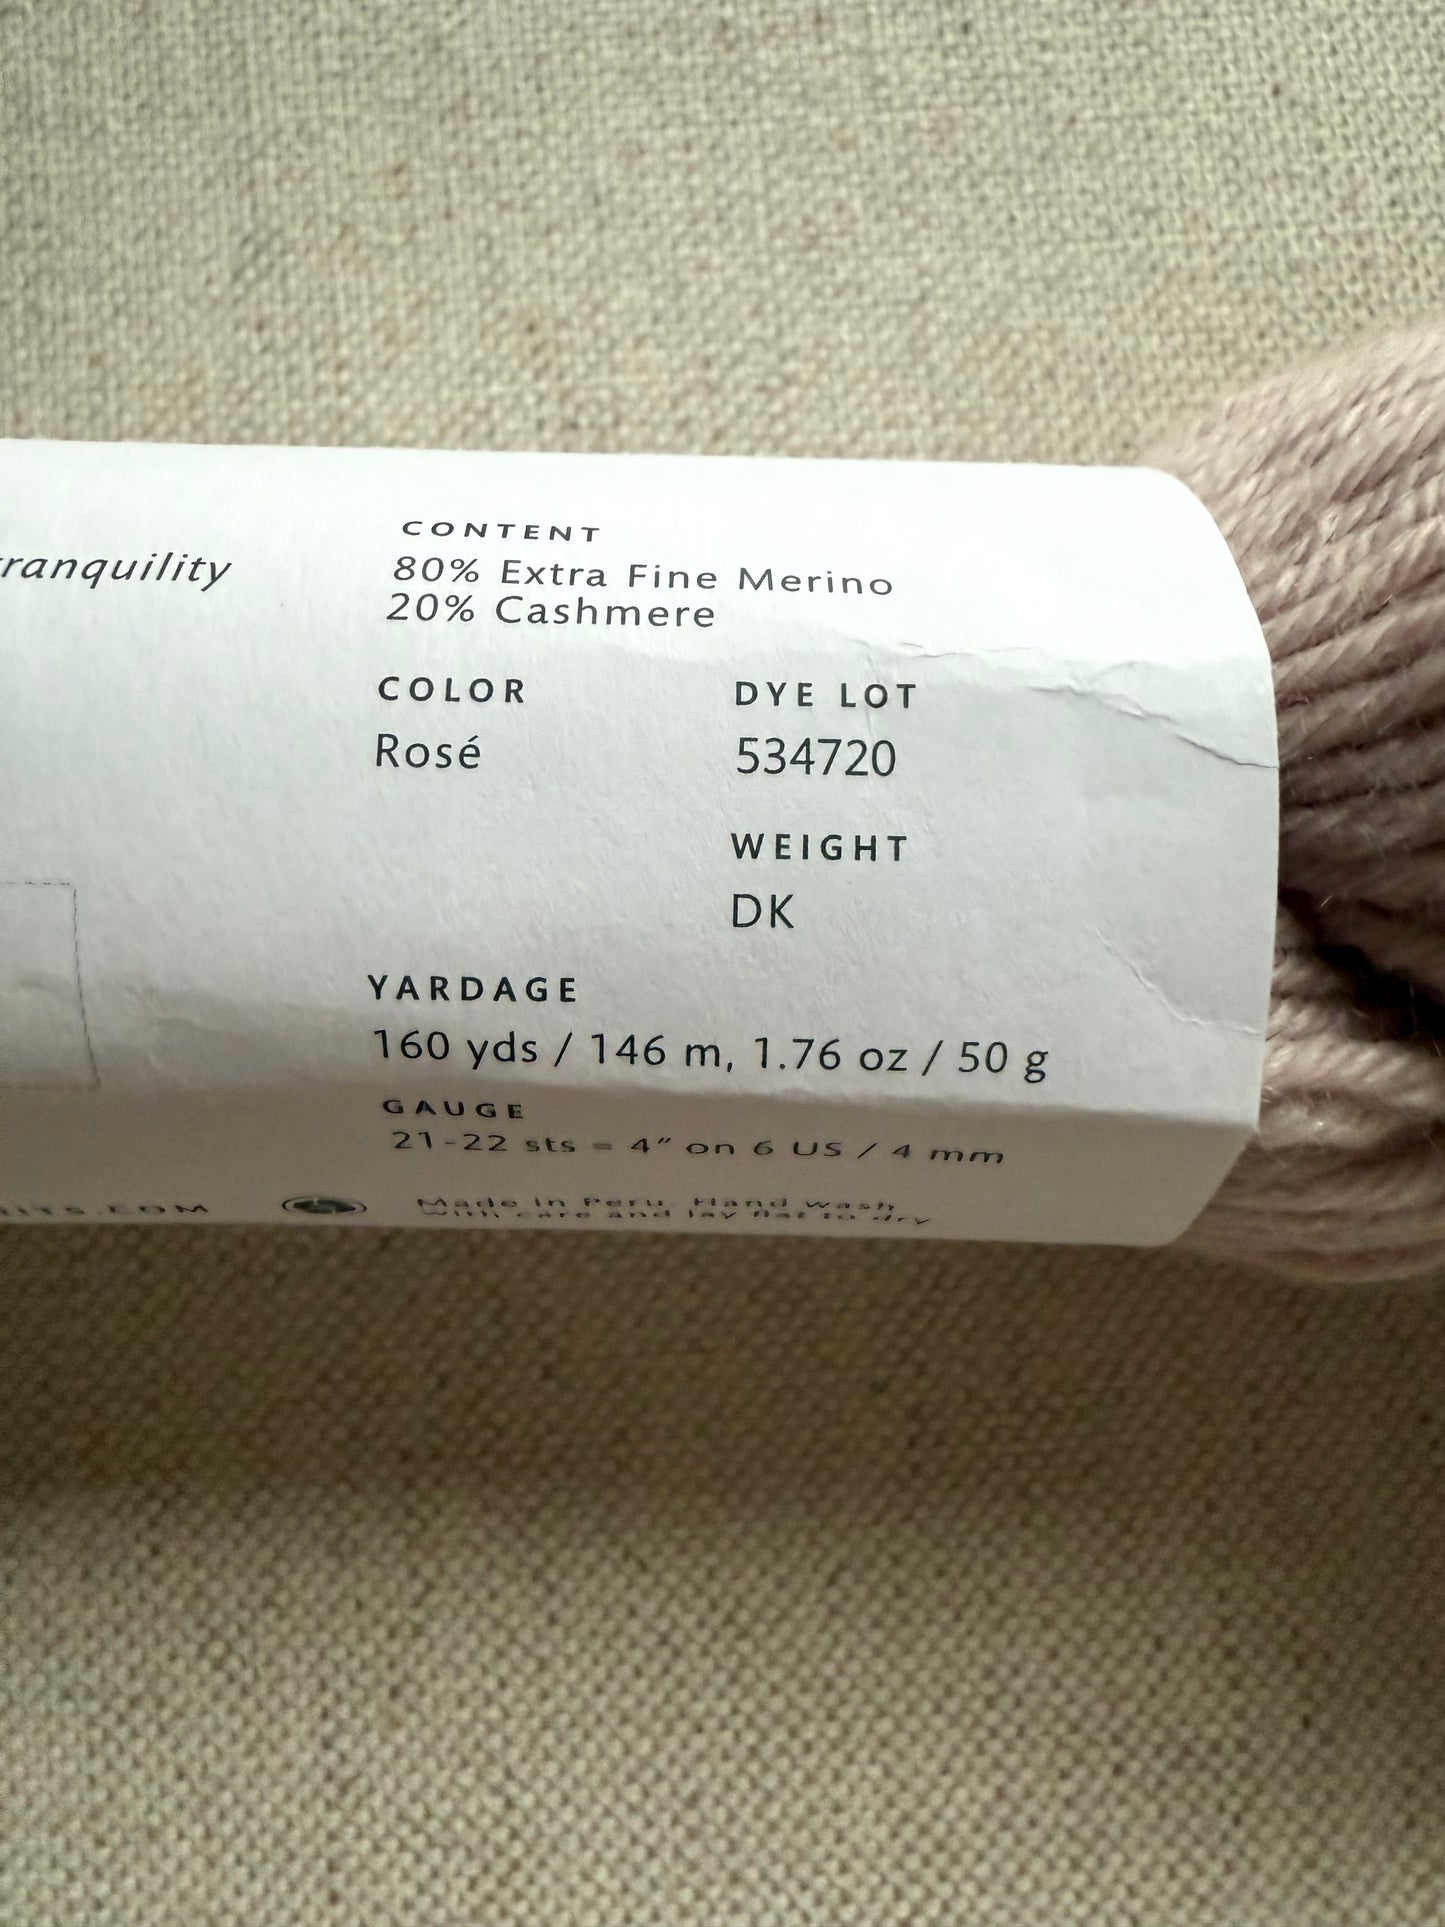 tranquility
CONTENT
80% Extra Fine Merino
20% Cashmere
COLOR
Rosé
DYE LOT
534720
WEIGHT
DK
YARDAGE
160 yds / 146 m, 1.76 oz / 50 g
GAUGE
21-22 sts = 4” on 6 US / 4 mm
Made in Peru. Hand wash
with care and lay flat to dry